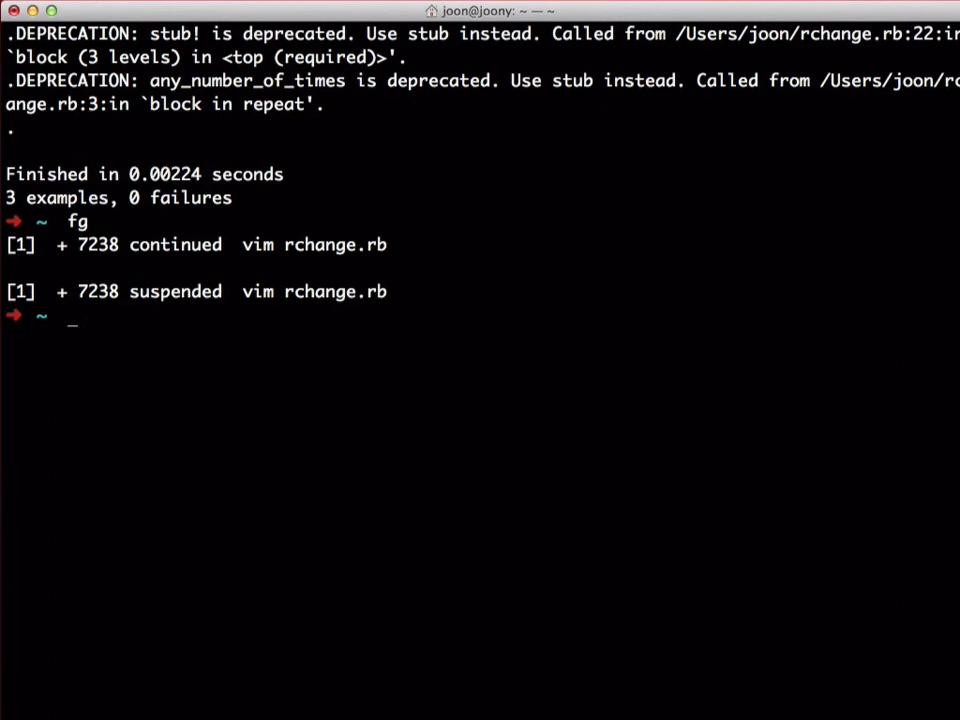 joon@joony: ~ — ~
.DEPRECATION: stub! is deprecated. Use stub instead. Called from /Users/joon/rchange.rb:22:in
`block (3 levels) in <top (required)>'.
.DEPRECATION: any_number_of_times is deprecated. Use stub instead. Called from /Users/joon/rc
ange.rb:3:in `block in repeat'.
.
Finished in 0.00224 seconds
3 examples, 0 failures
➜ ~ fg
[1] + 7238 continued vim rchange.rb
[1] + 7238 suspended vim rchange.rb
➜ ~ _